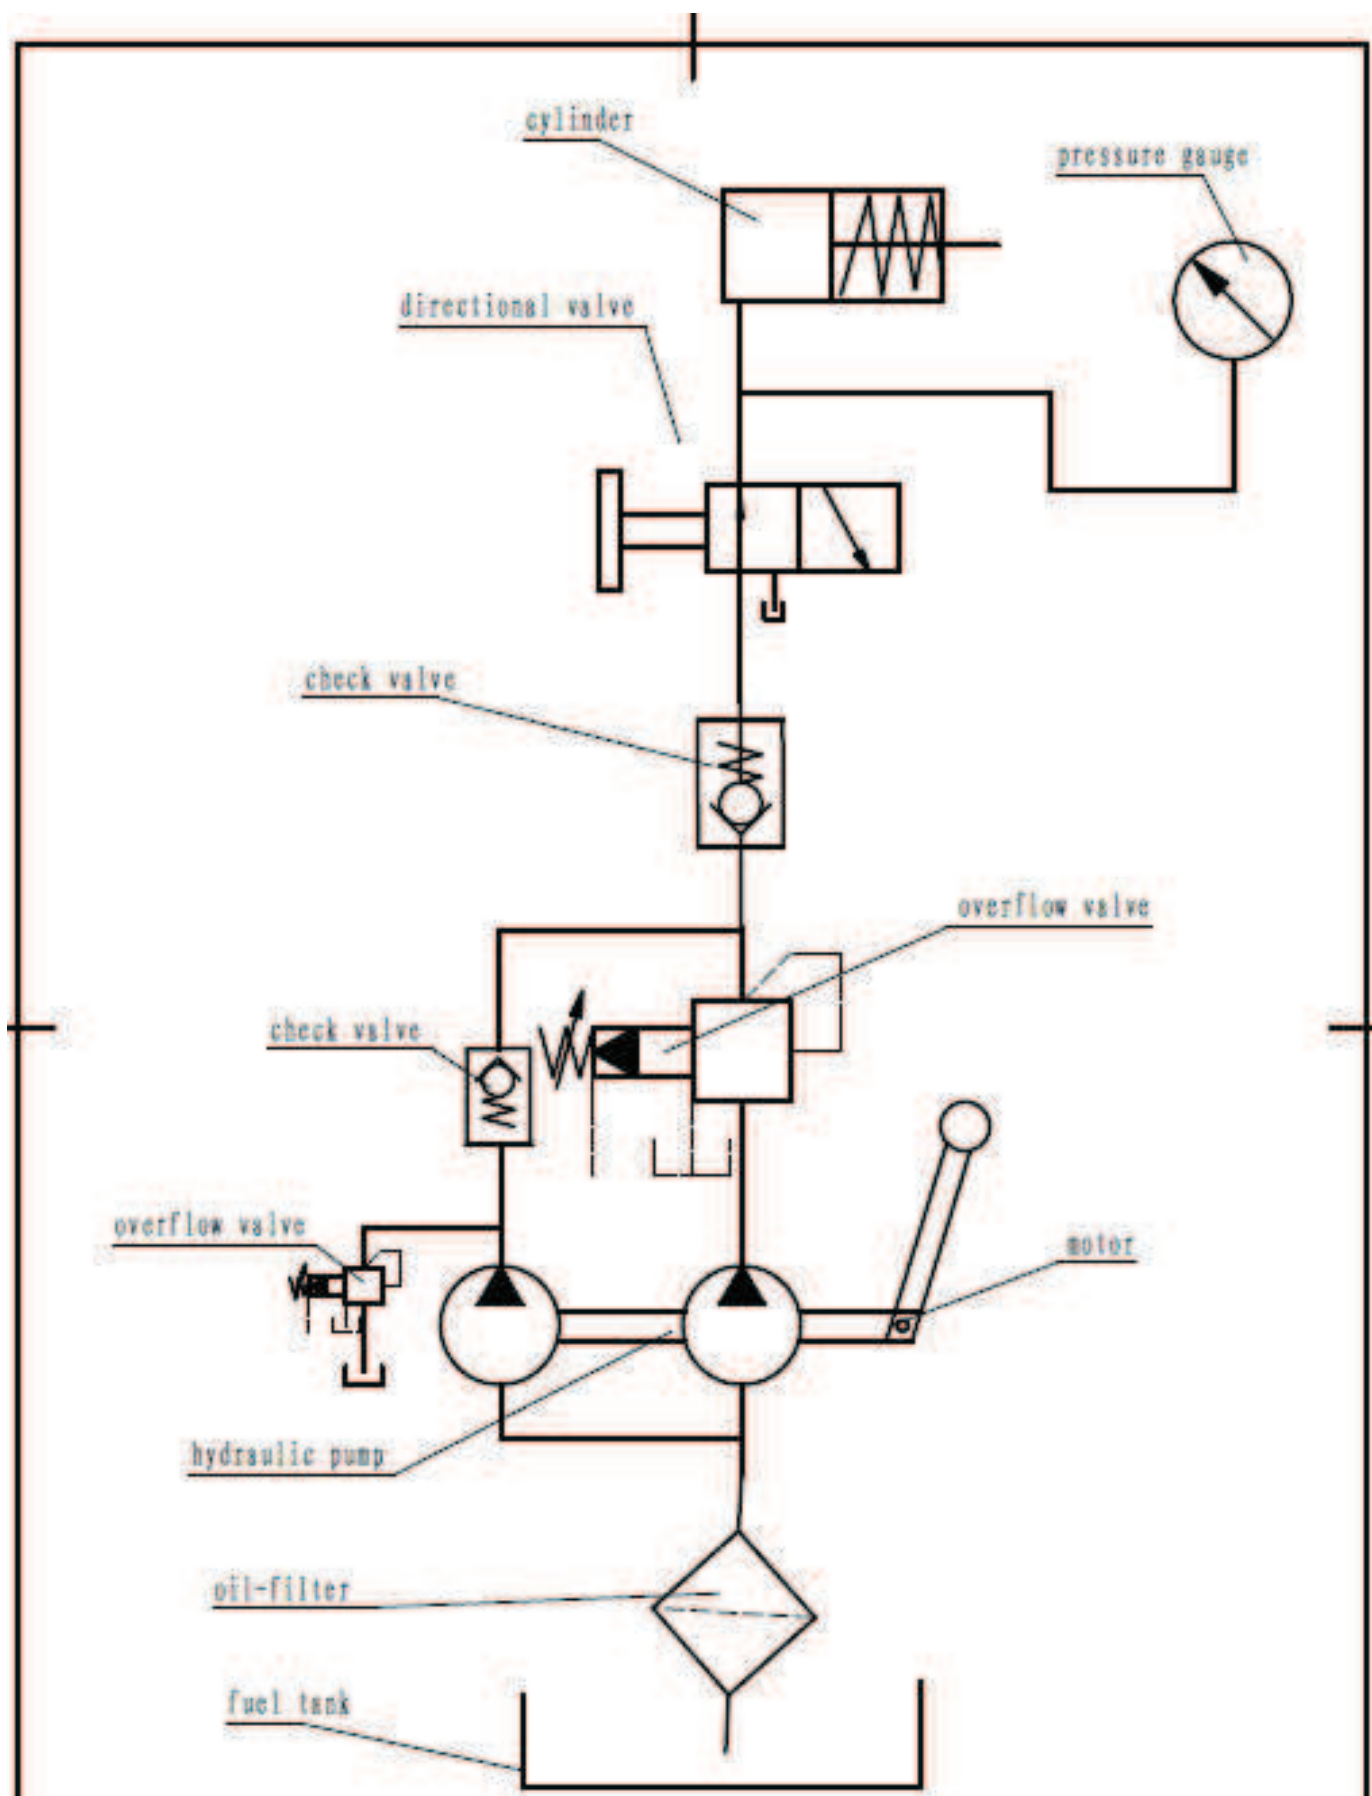 cylinder
pressure gauge
directional valve
check valve
overflow valve
check valve
overflow valve
motor
hydraulic pump
oil-filter
fuel tank